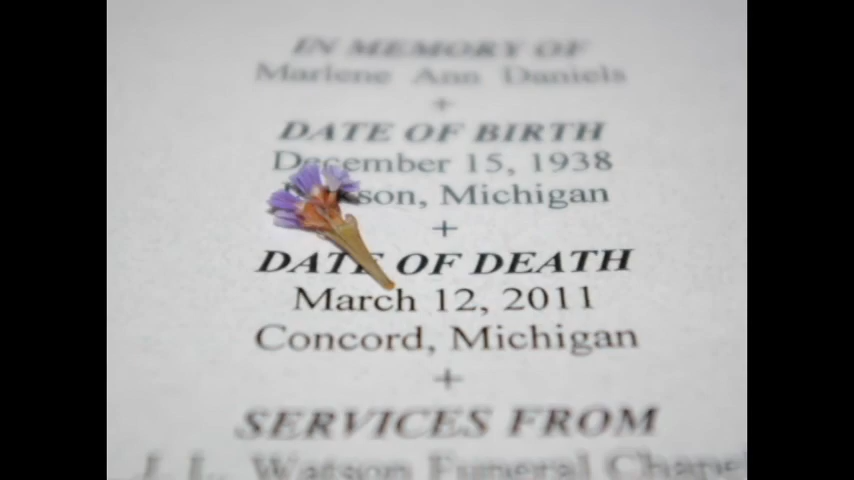 IN MEMORY OF
Marlene Ann Daniels
+
DATE OF BIRTH
December 15, 1938
son, Michigan
+
DATE OF DEATH
March 12, 2011
Concord, Michigan
+
SERVICES FROM
J. L. Watson Funeral Chapel